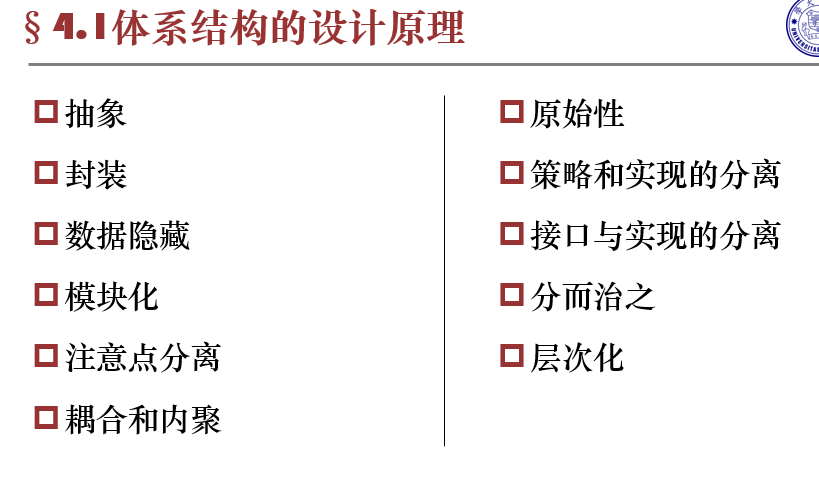 §4.1体系结构的设计原理
抽象
封装
数据隐藏
模块化
注意点分离
耦合和内聚
原始性
策略和实现的分离
接口与实现的分离
分而治之
层次化